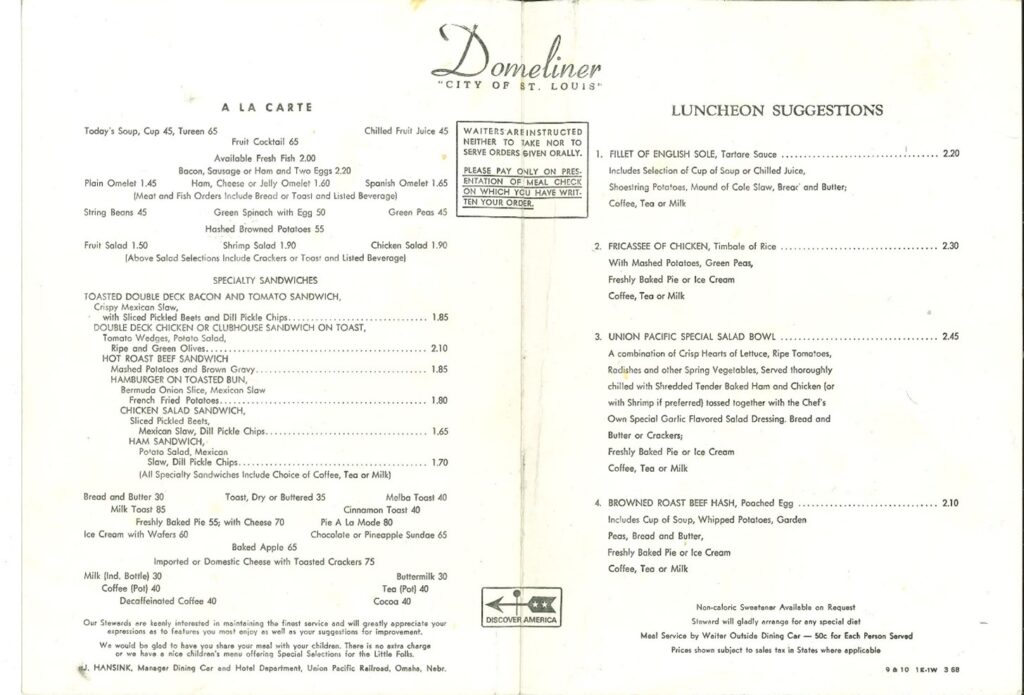 Domeliner
"CITY OF ST. LOUIS"
A LA CARTE
Today's Soup, Cup 45, Tureen 65 Chilled Fruit Juice 45
Fruit Cocktail 65
Available Fresh Fish 2.00
Bacon, Sausage or Ham and Two Eggs 2.20
Plain Omelet 1.45 Ham, Cheese or Jelly Omelet 1.60 Spanish Omelet 1.65
(Meat and Fish Orders Include Bread or Toast and Listed Beverage)
String Beans 45 Green Spinach with Egg 50 Green Peas 45
Hashed Browned Potatoes 55
Fruit Salad 1.50 Shrimp Salad 1.90 Chicken Salad 1.90
(Above Salad Selections Include Crackers or Toast and Listed Beverage)
SPECIALTY SANDWICHES
TOASTED DOUBLE DECK BACON AND TOMATO SANDWICH,
Crispy Mexican Slaw,
with Sliced Pickled Beets and Dill Pickle Chips 1.85
DOUBLE DECK CHICKEN OR CLUBHOUSE SANDWICH ON TOAST,
Tomato Wedges, Potato Salad,
Ripe and Green Olives 2.10
HOT ROAST BEEF SANDWICH
Mashed Potatoes and Brown Gravy 1.85
HAMBURGER ON TOASTED BUN,
Bermuda Onion Slice, Mexican Slaw
French Fried Potatoes 1.80
CHICKEN SALAD SANDWICH,
Sliced Pickled Beets,
Mexican Slaw, Dill Pickle Chips 1.65
HAM SANDWICH,
Potato Salad, Mexican
Slaw, Dill Pickle Chips 1.70
(All Specialty Sandwiches Include Choice of Coffee, Tea or Milk)
Bread and Butter 30 Toast, Dry or Buttered 35 Melba Toast 40
Milk Toast 85 Cinnamon Toast 40
Freshly Baked Pie 55; with Cheese 70 Pie A La Mode 80
Ice Cream with Wafers 60 Chocolate or Pineapple Sundae 65
Baked Apple 65
Imported or Domestic Cheese with Toasted Crackers 75
Milk (Ind. Bottle) 30 Buttermilk 30
Coffee (Pot) 40 Tea (Pot) 40
Decaffeinated Coffee 40 Cocoa 40
Our Stewards are keenly interested in maintaining the finest service and will greatly appreciate your
expressions as to features you most enjoy as well as your suggestions for improvement.
We would be glad to have you share your meal with your children. There is no extra charge
or we have a nice children's menu offering Special Selections for the Little Folks.
J. HANSINK, Manager Dining Car and Hotel Department, Union Pacific Railroad, Omaha, Nebr.
WAITERS ARE INSTRUCTED
NEITHER TO TAKE NOR TO
SERVE ORDERS GIVEN ORALLY.
PLEASE PAY ONLY ON PRES-
ENTATION OF MEAL CHECK
ON WHICH YOU HAVE WRIT-
TEN YOUR ORDER.
DISCOVER AMERICA
LUNCHEON SUGGESTIONS
1. FILLET OF ENGLISH SOLE, Tartare Sauce 2.20
Includes Selection of Cup of Soup or Chilled Juice,
Shoestring Potatoes, Mound of Cole Slaw, Bread and Butter;
Coffee, Tea or Milk
2. FRICASSEE OF CHICKEN, Timbale of Rice 2.30
With Mashed Potatoes, Green Peas,
Freshly Baked Pie or Ice Cream
Coffee, Tea or Milk
3. UNION PACIFIC SPECIAL SALAD BOWL 2.45
A combination of Crisp Hearts of Lettuce, Ripe Tomatoes,
Radishes and other Spring Vegetables, Served thoroughly
chilled with Shredded Tender Baked Ham and Chicken (or
with Shrimp if preferred) tossed together with the Chef's
Own Special Garlic Flavored Salad Dressing. Bread and
Butter or Crackers;
Freshly Baked Pie or Ice Cream
Coffee, Tea or Milk
4. BROWNED ROAST BEEF HASH, Poached Egg 2.10
Includes Cup of Soup, Whipped Potatoes, Garden
Peas, Bread and Butter,
Freshly Baked Pie or Ice Cream
Coffee, Tea or Milk
Non-caloric Sweetener Available on Request
Steward will gladly arrange for any special diet
Meal Service by Waiter Outside Dining Car — 50c for Each Person Served
Prices shown subject to sales tax in States where applicable
9 & 10 1E-1W 3 68